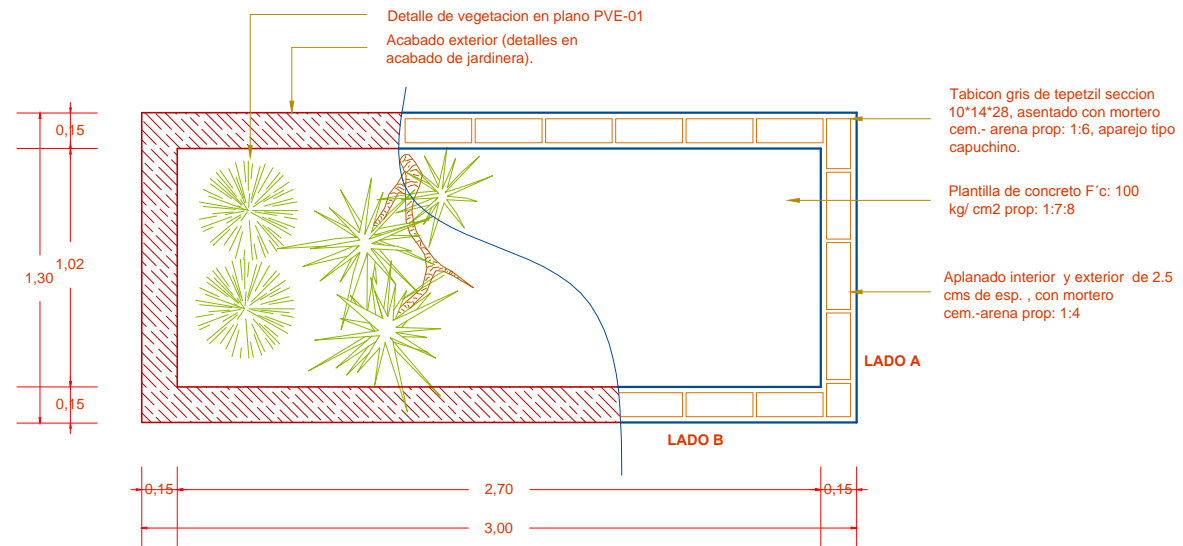 Detalle de vegetacion en plano PVE-01
Acabado exterior (detalles en
acabado de jardinera).
Tabicon gris de tepetzil seccion
10*14*28, asentado con mortero
cem.- arena prop: 1:6, aparejo tipo
capuchino.
Plantilla de concreto F´c: 100
kg/ cm2 prop: 1:7:8
Aplanado interior y exterior de 2.5
cms de esp. , con mortero
cem.-arena prop: 1:4
0,15
1,02
1,30
0,15
LADO A
LADO B
0,15
2,70
0,15
3,00